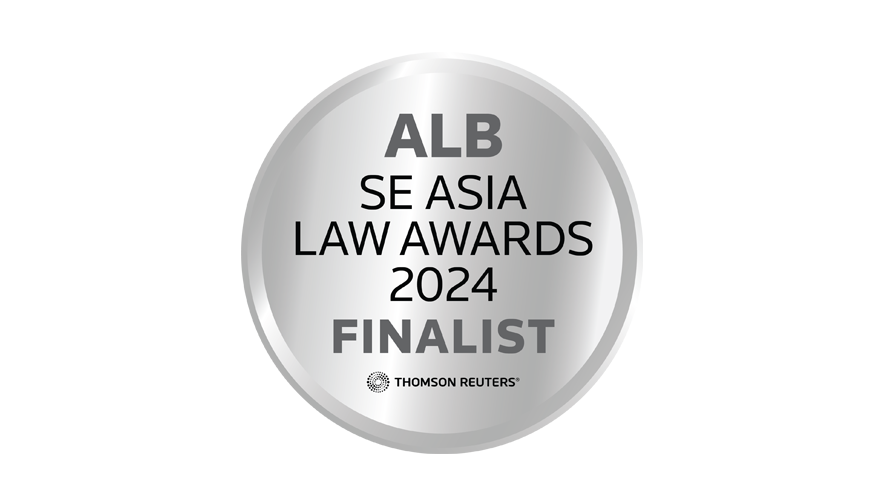 ALB
SE ASIA
LAW AWARDS
2024
FINALIST
THOMSON REUTERS®